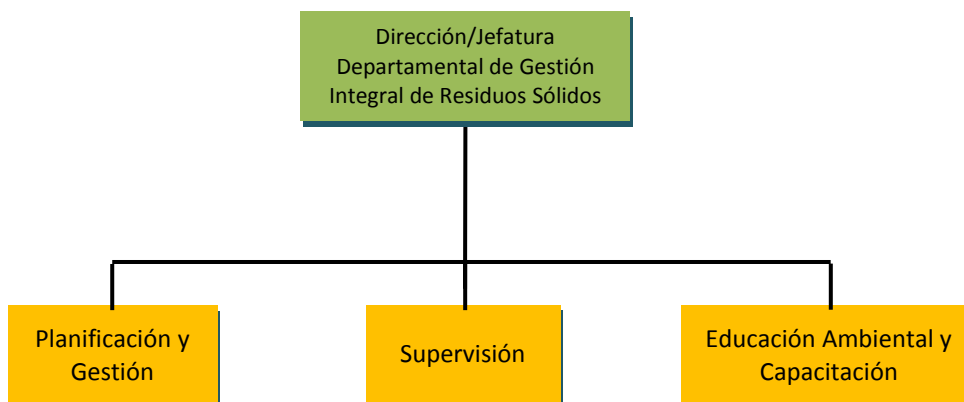 Dirección/Jefatura
Departamental de Gestión
Integral de Residuos Sólidos
Planificación y
Gestión
Supervisión
Educación Ambiental y
Capacitación